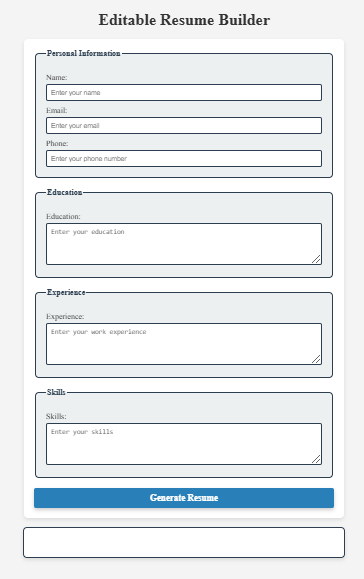 Editable Resume Builder
Personal Information
Name:
Enter your name
Email:
Enter your email
Phone:
Enter your phone number
Education
Education:
Enter your education
Experience
Experience:
Enter your work experience
Skills
Skills:
Enter your skills
Generate Resume